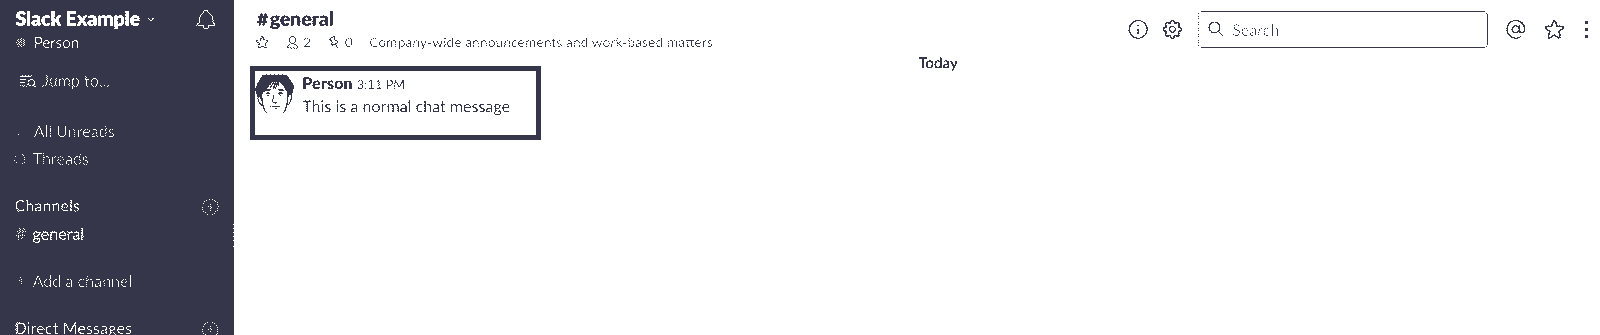 Slack Example
Person
Jump to...
All Unreads
Threads
Channels
# general
Add a channel
Direct Messages
#general
2 0 Company-wide announcements and work-based matters
Search
Today
Person 3:11 PM
This is a normal chat message